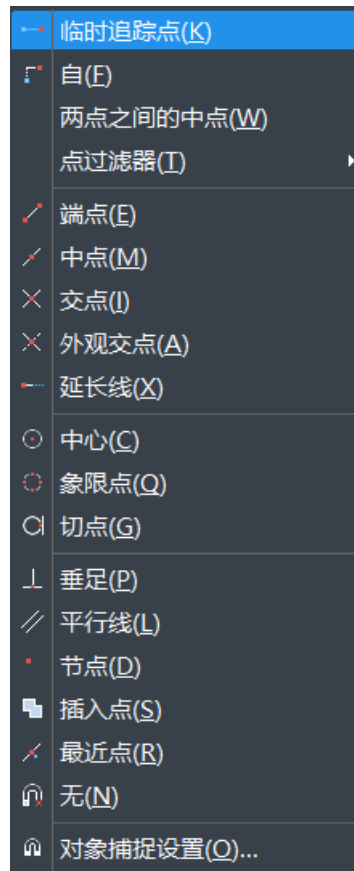 临时追踪点(K)
自(F)
两点之间的中点(W)
点过滤器(T)
端点(E)
中点(M)
交点(I)
外观交点(A)
延长线(X)
中心(C)
象限点(Q)
切点(G)
垂足(P)
平行线(L)
节点(D)
插入点(S)
最近点(R)
无(N)
对象捕捉设置(O)...